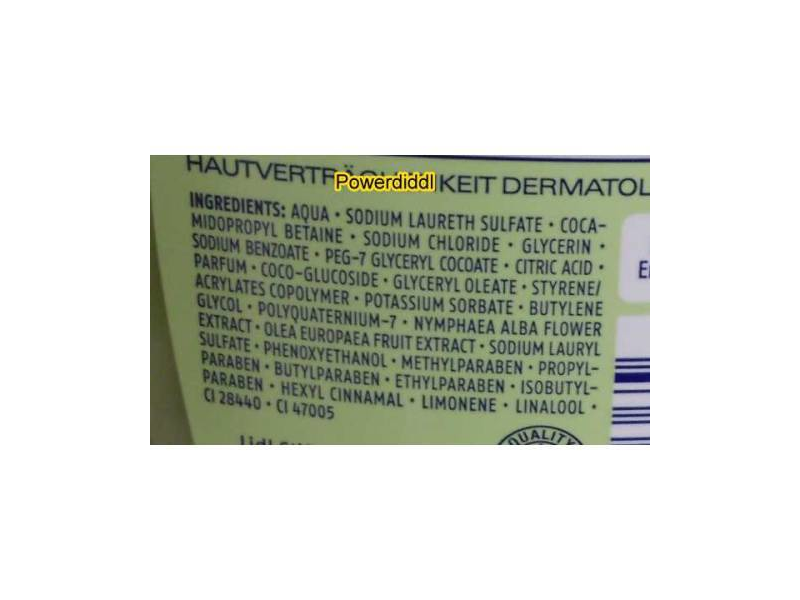 HAUTVERTRÄGLICHKEIT DERMATOL
Powerdiddl
INGREDIENTS: AQUA • SODIUM LAURETH SULFATE • COCA-
MIDOPROPYL BETAINE • SODIUM CHLORIDE • GLYCERIN •
SODIUM BENZOATE • PEG-7 GLYCERYL COCOATE • CITRIC ACID •
PARFUM • COCO-GLUCOSIDE • GLYCERYL OLEATE • STYRENE/
ACRYLATES COPOLYMER • POTASSIUM SORBATE • BUTYLENE
GLYCOL • POLYQUATERNIUM-7 • NYMPHAEA ALBA FLOWER
EXTRACT • OLEA EUROPAEA FRUIT EXTRACT • SODIUM LAURYL
SULFATE • PHENOXYETHANOL • METHYLPARABEN • PROPYL-
PARABEN • BUTYLPARABEN • ETHYLPARABEN • ISOBUTYL-
PARABEN • HEXYL CINNAMAL • LIMONENE • LINALOOL •
CI 28440 • CI 47005
Lidl
QUALITY